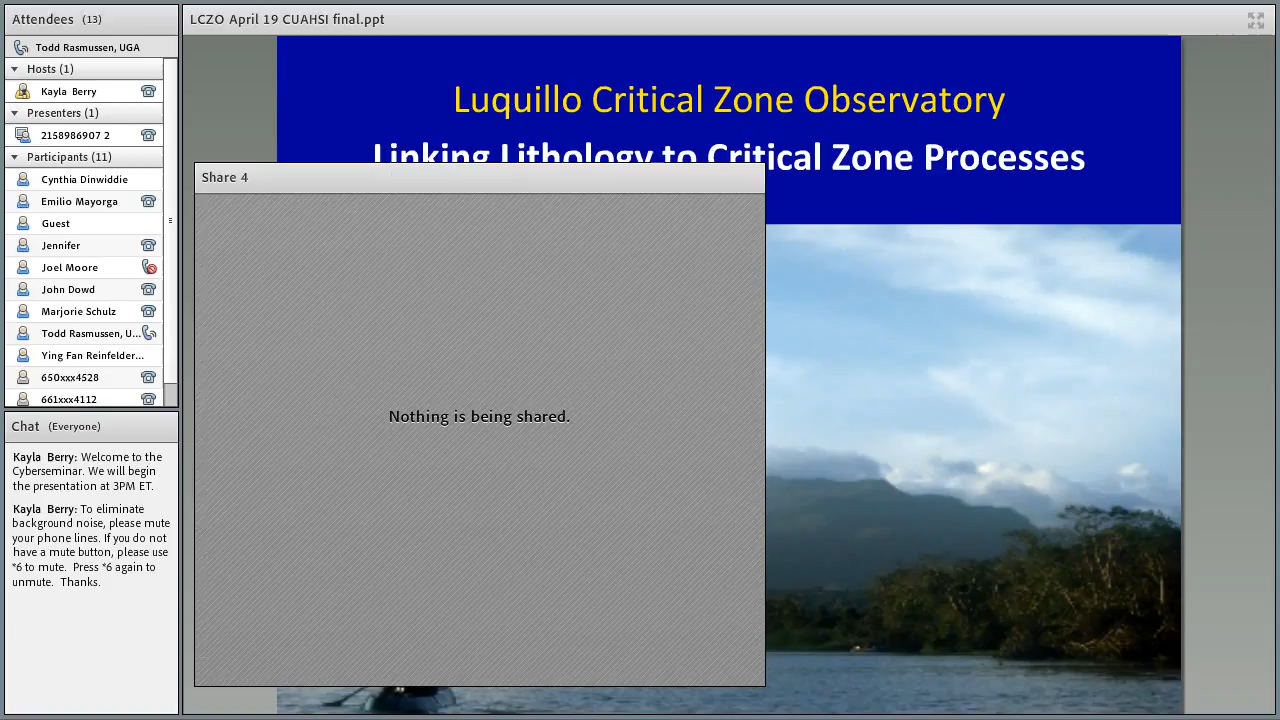 Attendees (13)
Todd Rasmussen, UGA
Hosts (1)
Kayla Berry
Presenters (1)
2158986907 2
Participants (11)
Cynthia Dinwiddie
Emilio Mayorga
Guest
Jennifer
Joel Moore
John Dowd
Marjorie Schulz
Todd Rasmussen, U...
Ying Fan Reinfelder...
650xxx4528
661xxx4112
Chat (Everyone)
Kayla Berry: Welcome to the
Cyberseminar. We will begin
the presentation at 3PM ET.
Kayla Berry: To eliminate
background noise, please mute
your phone lines. If you do not
have a mute button, please use
*6 to mute. Press *6 again to
unmute. Thanks.
LCZO April 19 CUAHSI final.ppt
Luquillo Critical Zone Observatory
Linking Lithology to Critical Zone Processes
Share 4
Nothing is being shared.